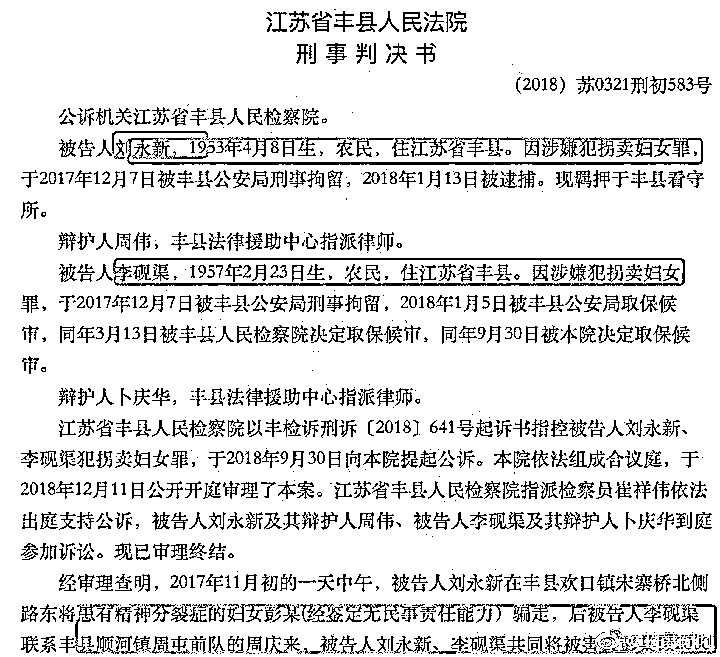 江苏省丰县人民法院
刑事判决书
（2018）苏0321刑初583号
公诉机关江苏省丰县人民检察院。
被告人刘永新，1953年4月8日生，农民，住江苏省丰县。因涉嫌犯拐卖妇女罪，
于2017年12月7日被丰县公安局刑事拘留，2018年1月13日被逮捕。现羁押于丰县看守
所。
辩护人周伟，丰县法律援助中心指派律师。
被告人李砚渠，1957年2月23日生，农民，住江苏省丰县。因涉嫌犯拐卖妇女
罪，于2017年12月7日被丰县公安局刑事拘留，2018年1月5日被丰县公安局取保候
审，同年3月13日被丰县人民检察院决定取保候审，同年9月30日被本院决定取保候
审。
辩护人卜庆华，丰县法律援助中心指派律师。
江苏省丰县人民检察院以丰检诉刑诉〔2018〕641号起诉书指控被告人刘永新、
李砚渠犯拐卖妇女罪，于2018年9月30日向本院提起公诉。本院依法组成合议庭，于
2018年12月11日公开开庭审理了本案。江苏省丰县人民检察院指派检察员崔祥伟依法
出庭支持公诉，被告人刘永新及其辩护人周伟、被告人李砚渠及其辩护人卜庆华到庭
参加诉讼。现已审理终结。
经审理查明，2017年11月初的一天中午，被告人刘永新在丰县欢口镇宋寨桥北侧
路东将患有精神分裂症的妇女彭某(经鉴定无民事责任能力）骗走，后被告人李砚渠
联系丰县顺河镇周屯前队的周庆来，被告人刘永新、李砚渠共同将被害